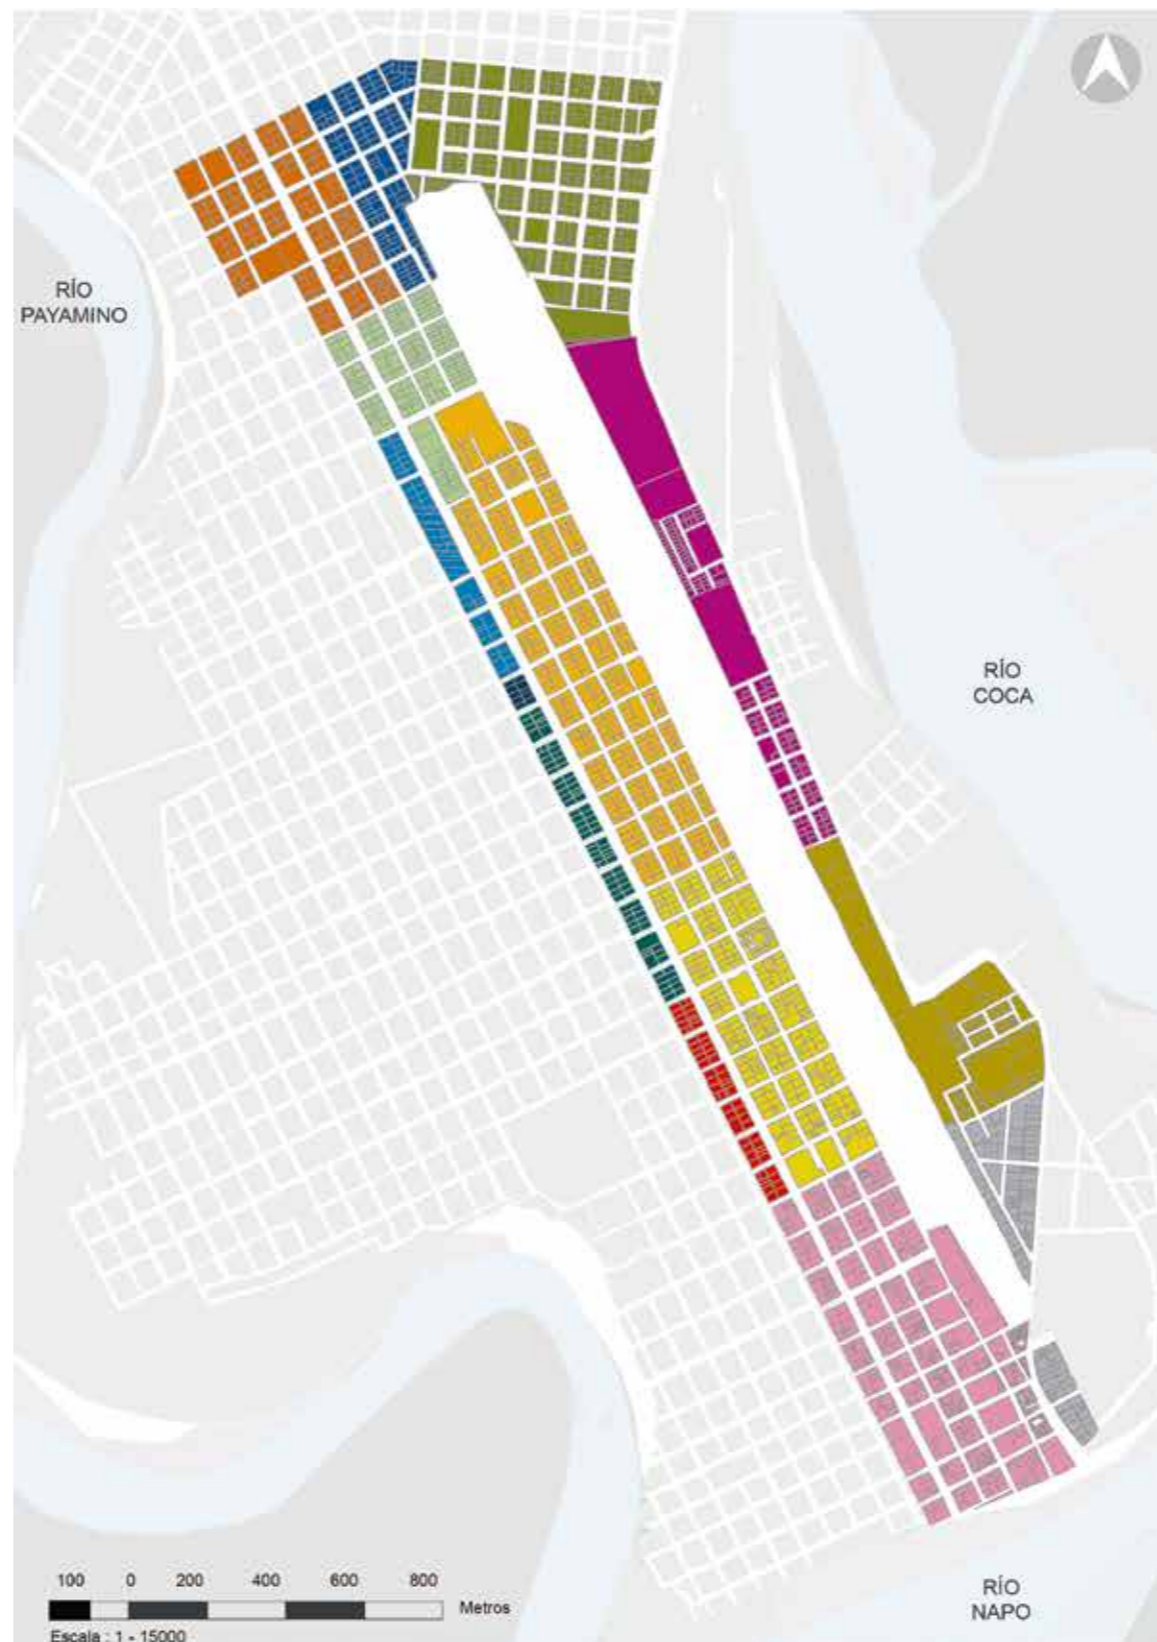 RÍO
PAYAMINO
RÍO
COCA
RÍO
NAPO
100 0 200 400 600 800
Metros
Escala : 1 - 15000